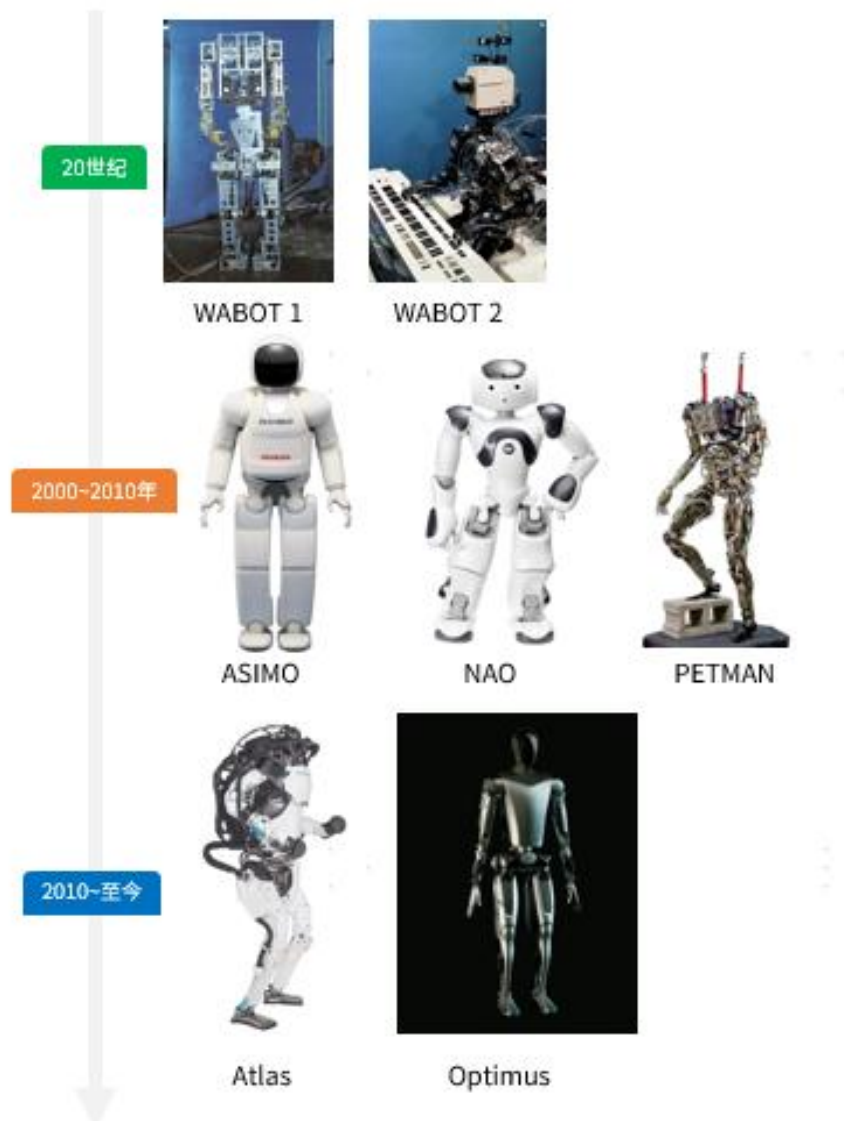 20世纪
WABOT 1
WABOT 2
2000~2010年
ASIMO
NAO
PETMAN
2010~至今
Atlas
Optimus